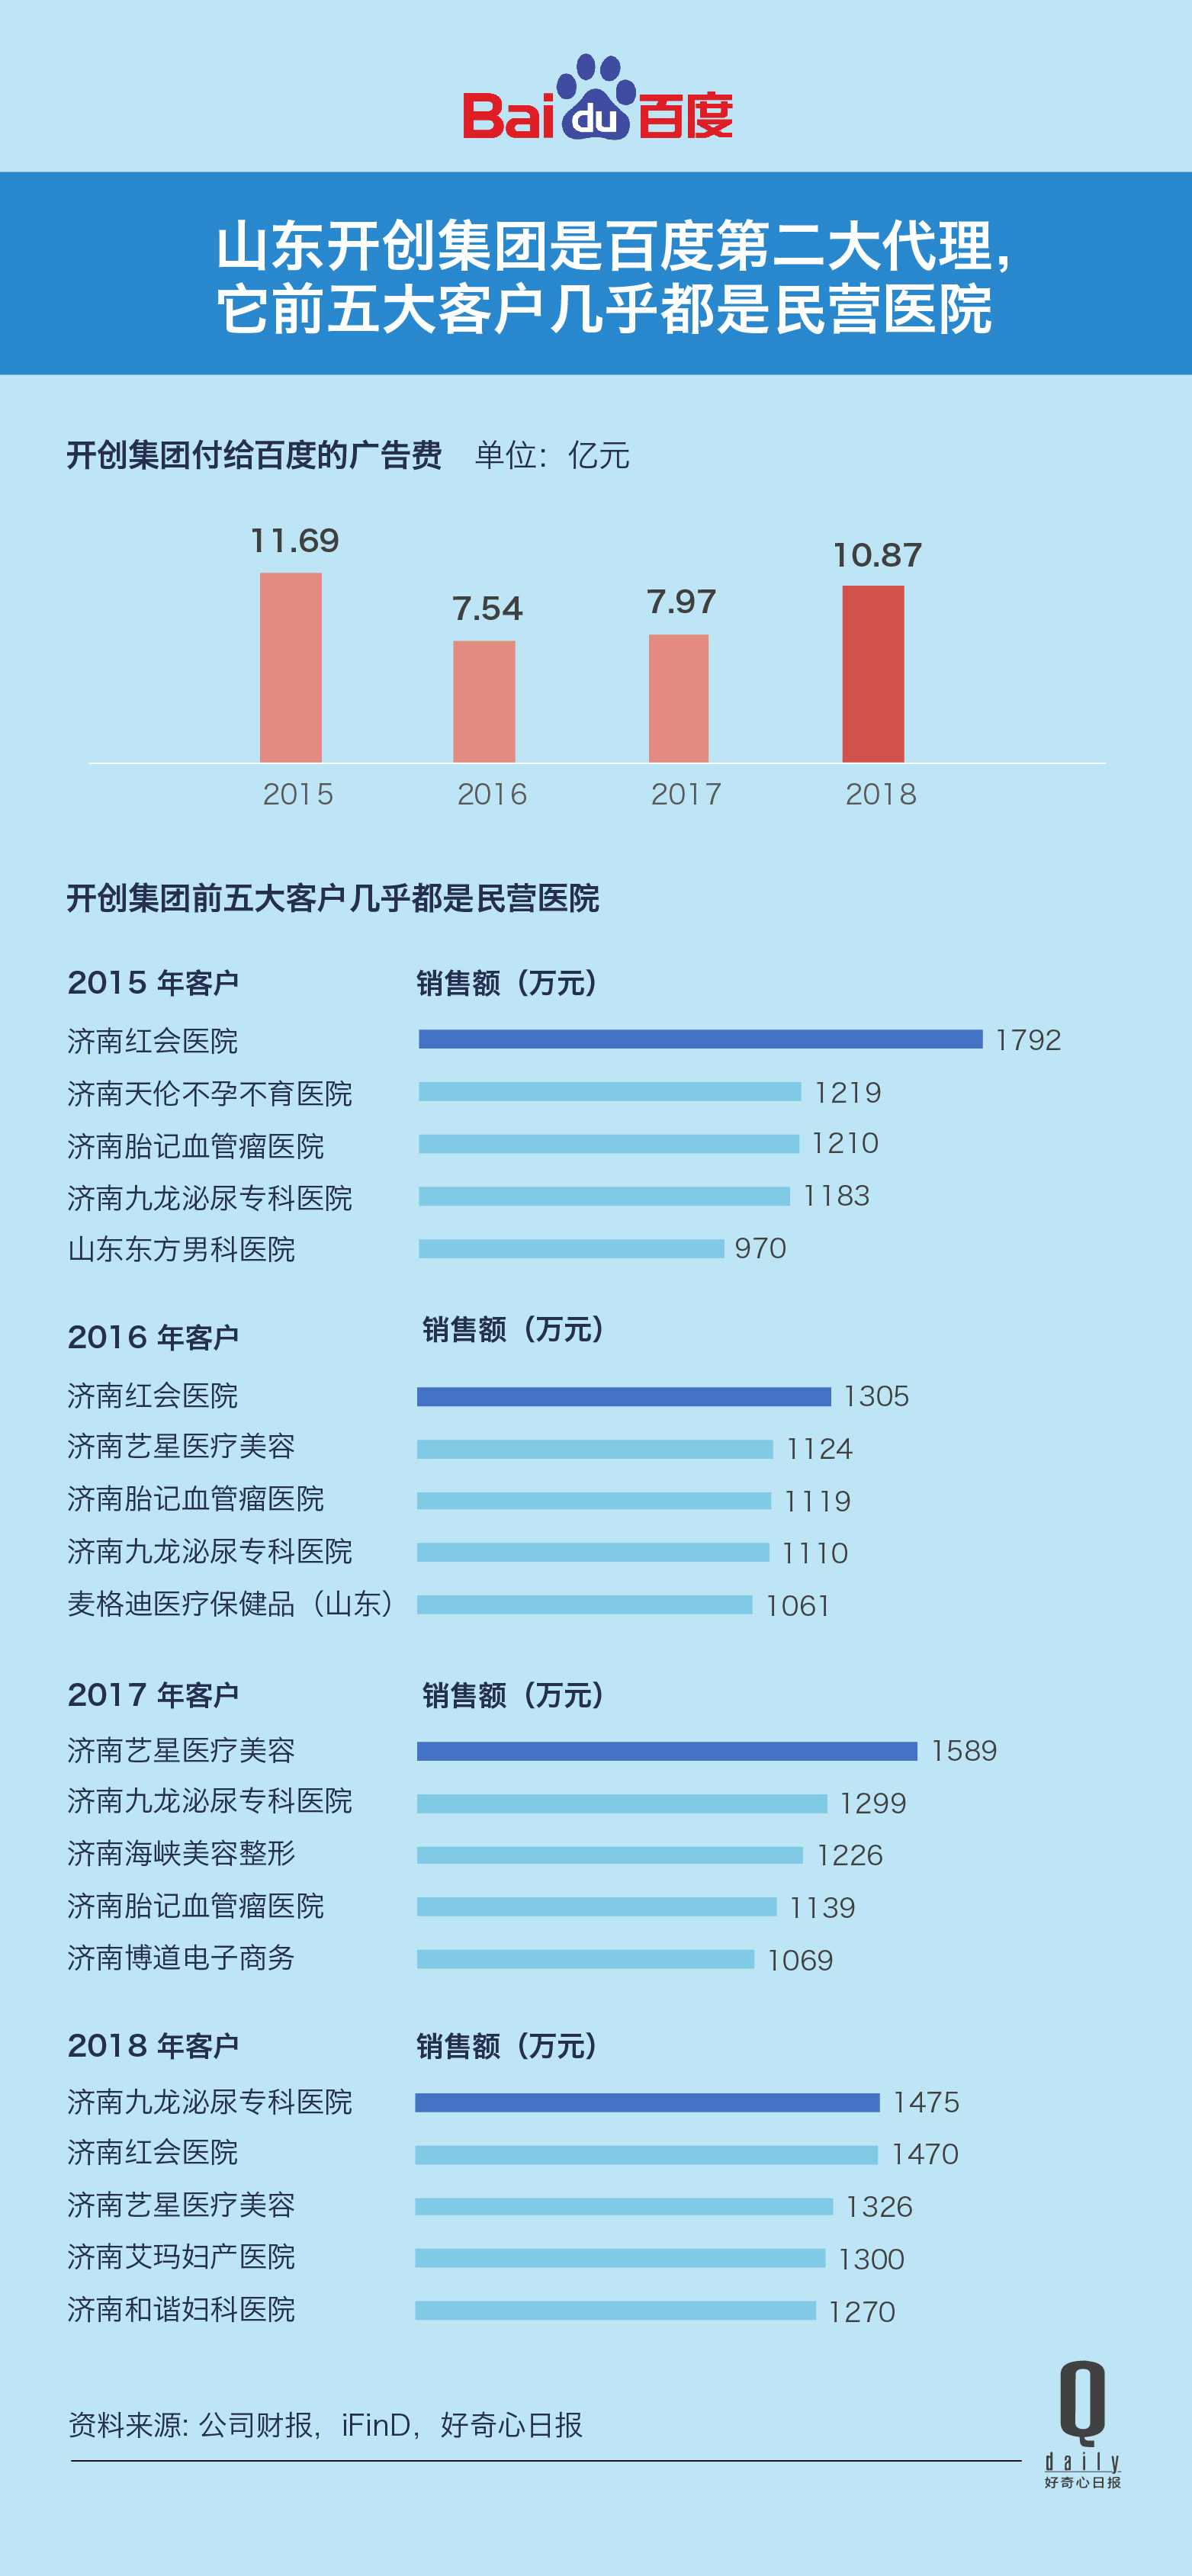 Baidu百度
山东开创集团是百度第二大代理，
它前五大客户几乎都是民营医院
开创集团付给百度的广告费 单位：亿元
11.69 7.54 7.97 10.87
2015 2016 2017 2018
开创集团前五大客户几乎都是民营医院
2015 年客户 销售额（万元）
济南红会医院 1792
济南天伦不孕不育医院 1219
济南胎记血管瘤医院 1210
济南九龙泌尿专科医院 1183
山东东方男科医院 970
2016 年客户 销售额（万元）
济南红会医院 1305
济南艺星医疗美容 1124
济南胎记血管瘤医院 1119
济南九龙泌尿专科医院 1110
麦格迪医疗保健品（山东） 1061
2017 年客户 销售额（万元）
济南艺星医疗美容 1589
济南九龙泌尿专科医院 1299
济南海峡美容整形 1226
济南胎记血管瘤医院 1139
济南博道电子商务 1069
2018 年客户 销售额（万元）
济南九龙泌尿专科医院 1475
济南红会医院 1470
济南艺星医疗美容 1326
济南艾玛妇产医院 1300
济南和谐妇科医院 1270
资料来源: 公司财报，iFinD，好奇心日报
Q
daily
好奇心日报